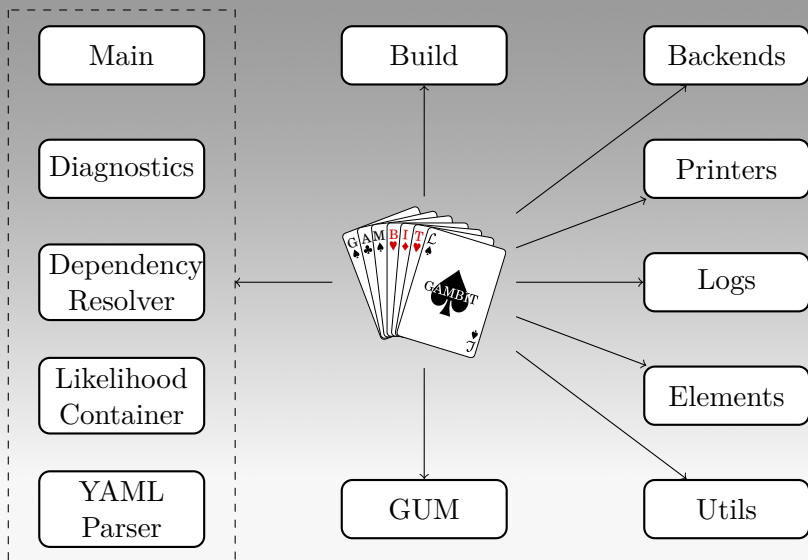 Main
Diagnostics
Dependency
Resolver
Likelihood
Container
YAML
Parser
Build
G A M B I T L
GAMBIT
L
GUM
Backends
Printers
Logs
Elements
Utils